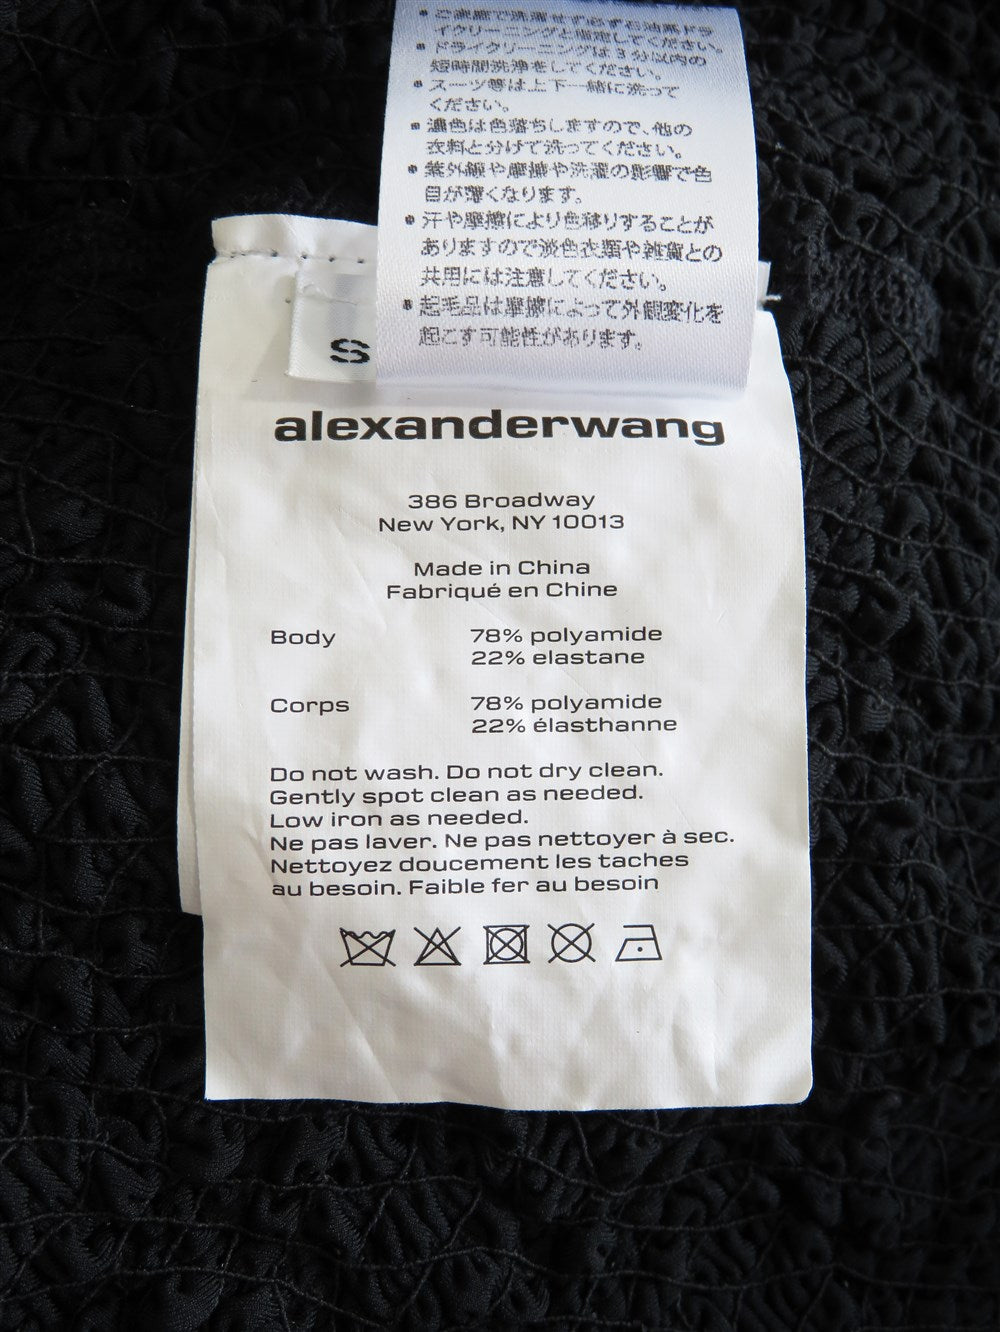 ・ご家庭で洗濯せず必ず石油系ドラ
イクリーニングと指定してください。
・ドライクリーニングは3分以内の
短時間洗浄をしてください。
・スーツ等は上下一緒に洗って
ください。
・濃色は色落ちしますので、他の
衣料と分けて洗ってください。
・紫外線や摩擦や洗濯の影響で色
目が薄くなります。
・汗や摩擦により色移りすることが
ありますので淡色衣類や雑貨との
共用には注意してください。
・起毛品は摩擦によって外観変化を
起こす可能性があります。
S
alexanderwang
386 Broadway
New York, NY 10013
Made in China
Fabriqué en Chine
Body 78% polyamide
22% elastane
Corps 78% polyamide
22% élasthanne
Do not wash. Do not dry clean.
Gently spot clean as needed.
Low iron as needed.
Ne pas laver. Ne pas nettoyer à sec.
Nettoyez doucement les taches
au besoin. Faible fer au besoin